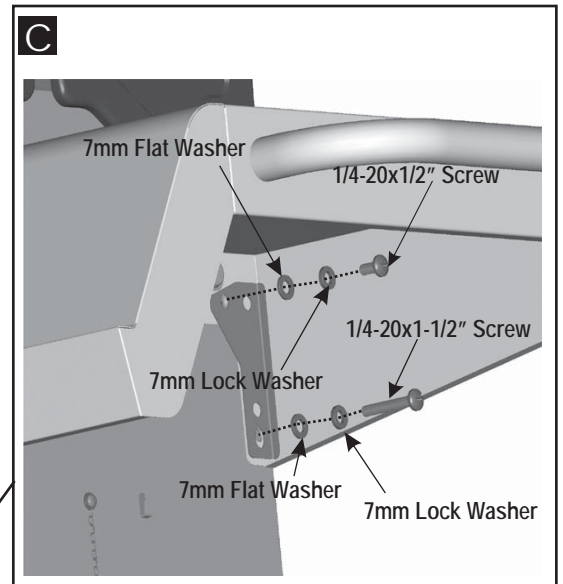 C
7mm Flat Washer
1/4-20x1/2” Screw
1/4-20x1-1/2” Screw
7mm Lock Washer
7mm Flat Washer
7mm Lock Washer